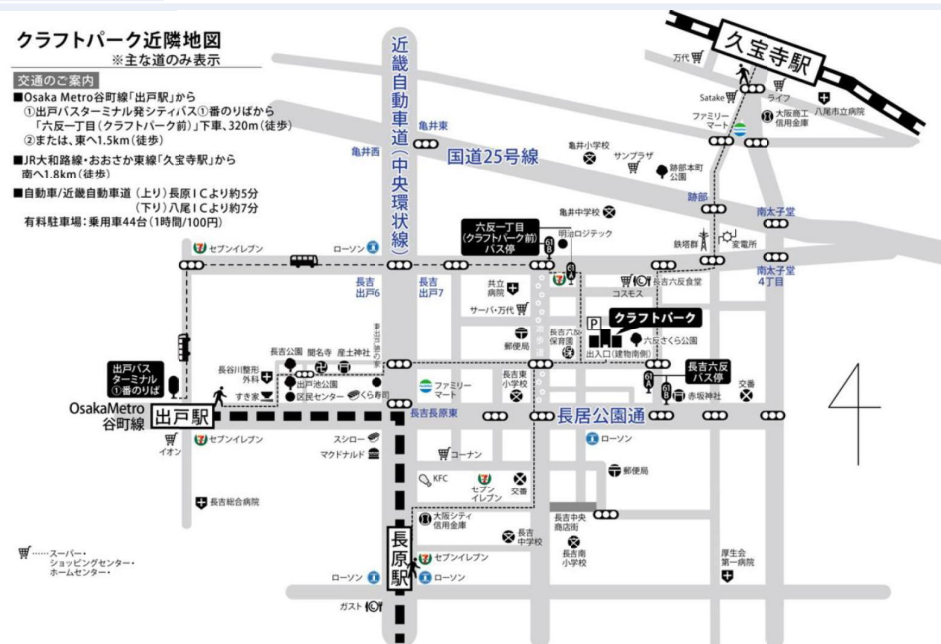 クラフトパーク近隣地図
※主な道のみ表示
交通のご案内
■Osaka Metro谷町線「出戸駅」から
①出戸バスターミナル発シティバス①番のりばから
「六反一丁目(クラフトパーク前)」下車、320m(徒歩)
②または、東へ1.5km(徒歩)
■JR大和路線・おおさか東線「久宝寺駅」から
南へ1.8km(徒歩)
■自動車/近畿自動車道 (上り)長原ICより約5分
(下り)八尾ICより約7分
有料駐車場:乗用車44台(1時間/100円)
近畿自動車道(中央環状線)
久宝寺駅
万代
Satake
ライフ
八尾市立病院
大阪商工
信用金庫
ファミリー
マート
亀井東
亀井西
国道25号線
亀井小学校
サンプラザ
跡部本町
公園
跡部
南太子堂
亀井中学校
六反一丁目
(クラフトパーク前)
バス停
61B
明治ロジテック
61A
鉄塔群
変電所
南太子堂
4丁目
セブンイレブン
ローソン
長吉
出戸6
長吉
出戸7
共立
病院
サーバ・万代
コスモス
長吉六反食堂
クラフトパーク
P
長吉六反
保育園
六反さくら公園
出入口(建物南側)
郵便局
長吉公園
聞名寺
産土神社
長谷川整形
外科
出戸池公園
すき家
区民センター
くら寿司
ファミリー
マート
長吉東
小学校
61A
長吉六反
バス停
61B
赤坂神社
交番
出戸バス
ターミナル
①番のりば
OsakaMetro
谷町線
出戸駅
長吉長原東
長居公園通
イオン
セブンイレブン
スシロー
マクドナルド
コーナン
ローソン
KFC
セブン
イレブン
交番
郵便局
長吉総合病院
大阪シティ
信用金庫
長吉
中学校
長吉中央
商店街
長吉南
小学校
長原駅
セブンイレブン
ローソン
ローソン
ガスト
厚生会
第一病院
……スーパー・
ショッピングセンター・
ホームセンター・